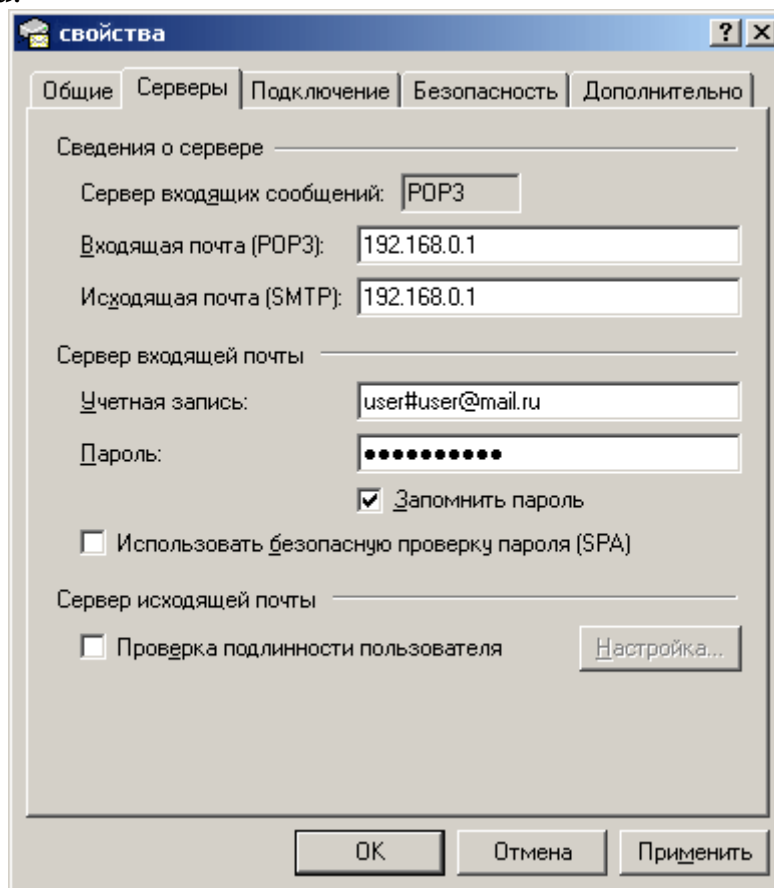 свойства
Общие Серверы Подключение Безопасность Дополнительно
Сведения о сервере
Сервер входящих сообщений: POP3
Входящая почта (POP3): 192.168.0.1
Исходящая почта (SMTP): 192.168.0.1
Сервер входящей почты
Учетная запись: user#user@mail.ru
Пароль: ●●●●●●●●●●
Запомнить пароль
Использовать безопасную проверку пароля (SPA)
Сервер исходящей почты
Проверка подлинности пользователя Настройка...
OK Отмена Применить